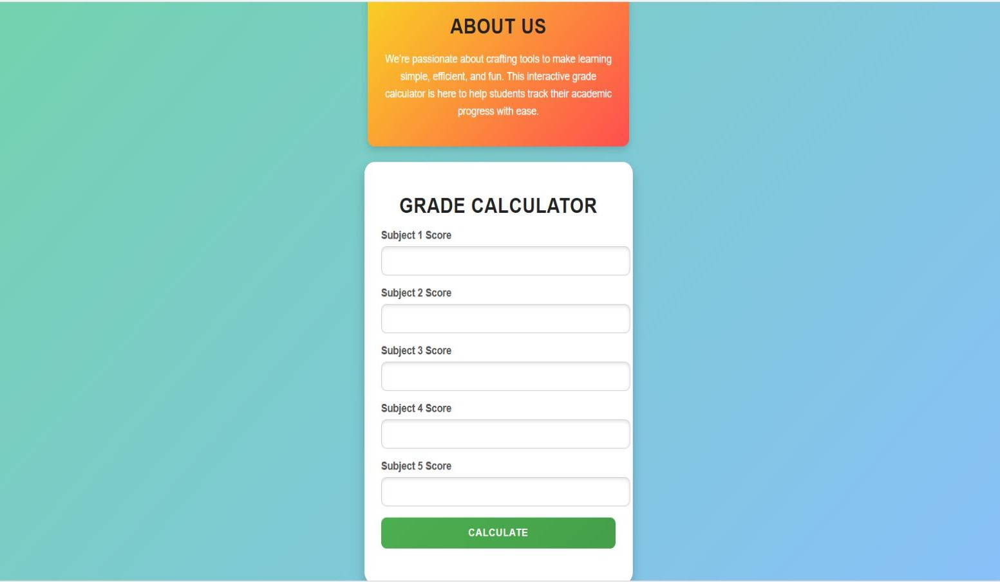 ABOUT US
We're passionate about crafting tools to make learning
simple, efficient, and fun. This interactive grade
calculator is here to help students track their academic
progress with ease.
GRADE CALCULATOR
Subject 1 Score
Subject 2 Score
Subject 3 Score
Subject 4 Score
Subject 5 Score
CALCULATE